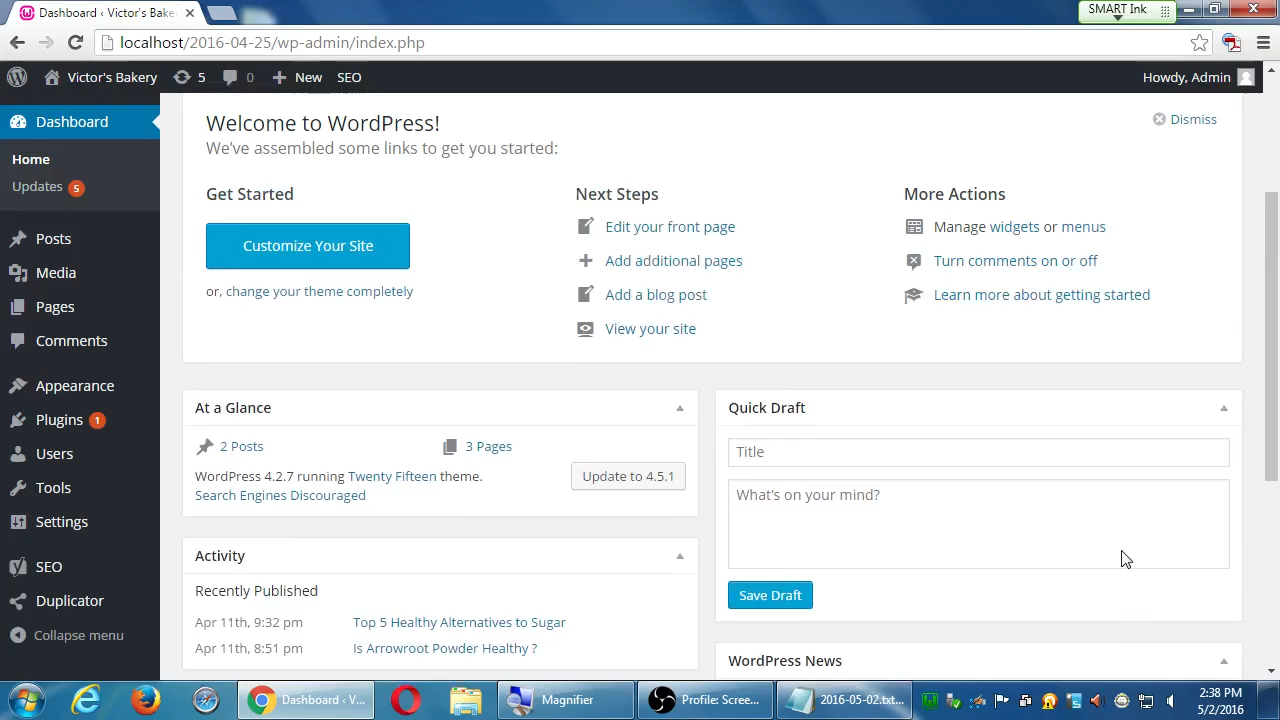 Dashboard ‹ Victor's Bake
SMART Ink
localhost/2016-04-25/wp-admin/index.php
Victor's Bakery 5 0 New SEO Howdy, Admin
Dashboard
Home
Updates 5
Posts
Media
Pages
Comments
Appearance
Plugins 1
Users
Tools
Settings
SEO
Duplicator
Collapse menu
Welcome to WordPress!
Dismiss
We've assembled some links to get you started:
Get Started
Customize Your Site
or, change your theme completely
Next Steps
Edit your front page
Add additional pages
Add a blog post
View your site
More Actions
Manage widgets or menus
Turn comments on or off
Learn more about getting started
At a Glance
2 Posts 3 Pages
WordPress 4.2.7 running Twenty Fifteen theme.
Update to 4.5.1
Search Engines Discouraged
Activity
Recently Published
Apr 11th, 9:32 pm Top 5 Healthy Alternatives to Sugar
Apr 11th, 8:51 pm Is Arrowroot Powder Healthy ?
Quick Draft
Title
What's on your mind?
Save Draft
WordPress News
Dashboard ‹ V...
Magnifier
Profile: Scree...
2016-05-02.txt...
2:38 PM
5/2/2016